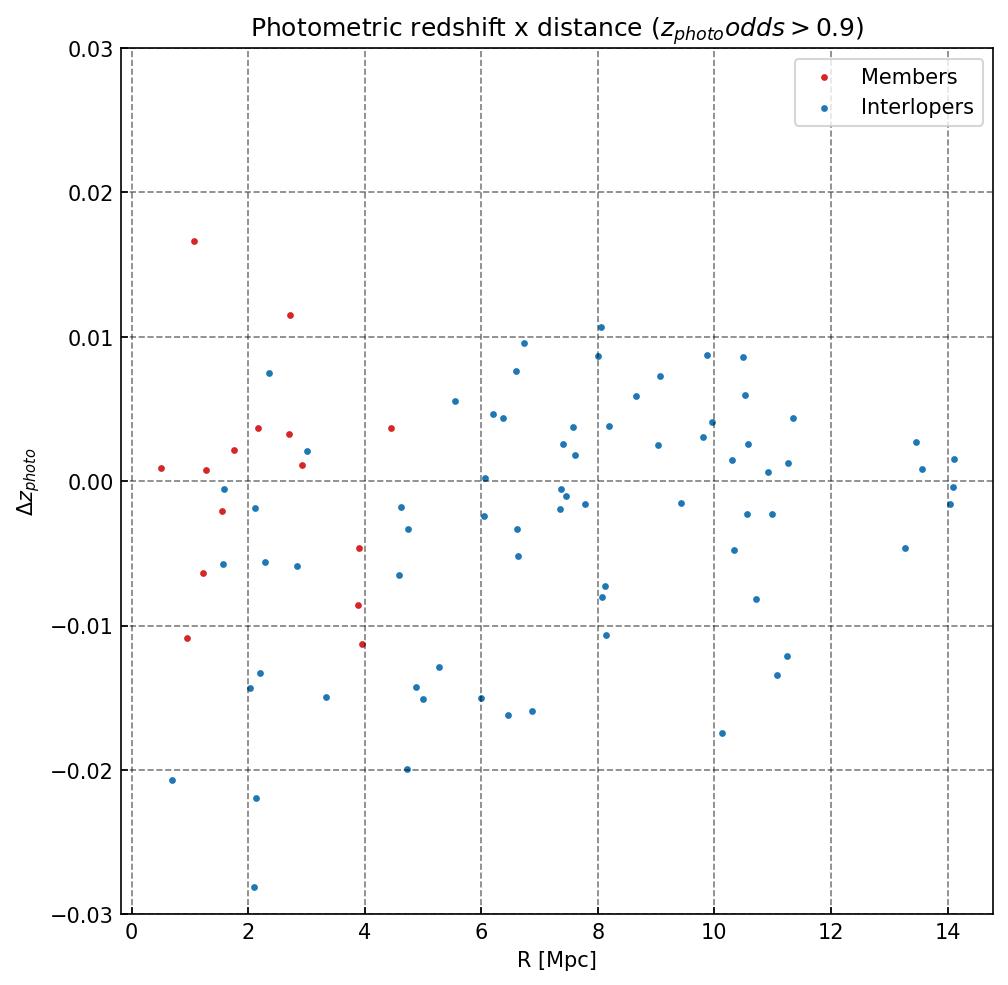 Photometric redshift x distance (z_photo odds > 0.9)
Members
Interlopers
0.03
0.02
0.01
0.00
−0.01
−0.02
−0.03
Δz_photo
0 2 4 6 8 10 12 14
R [Mpc]